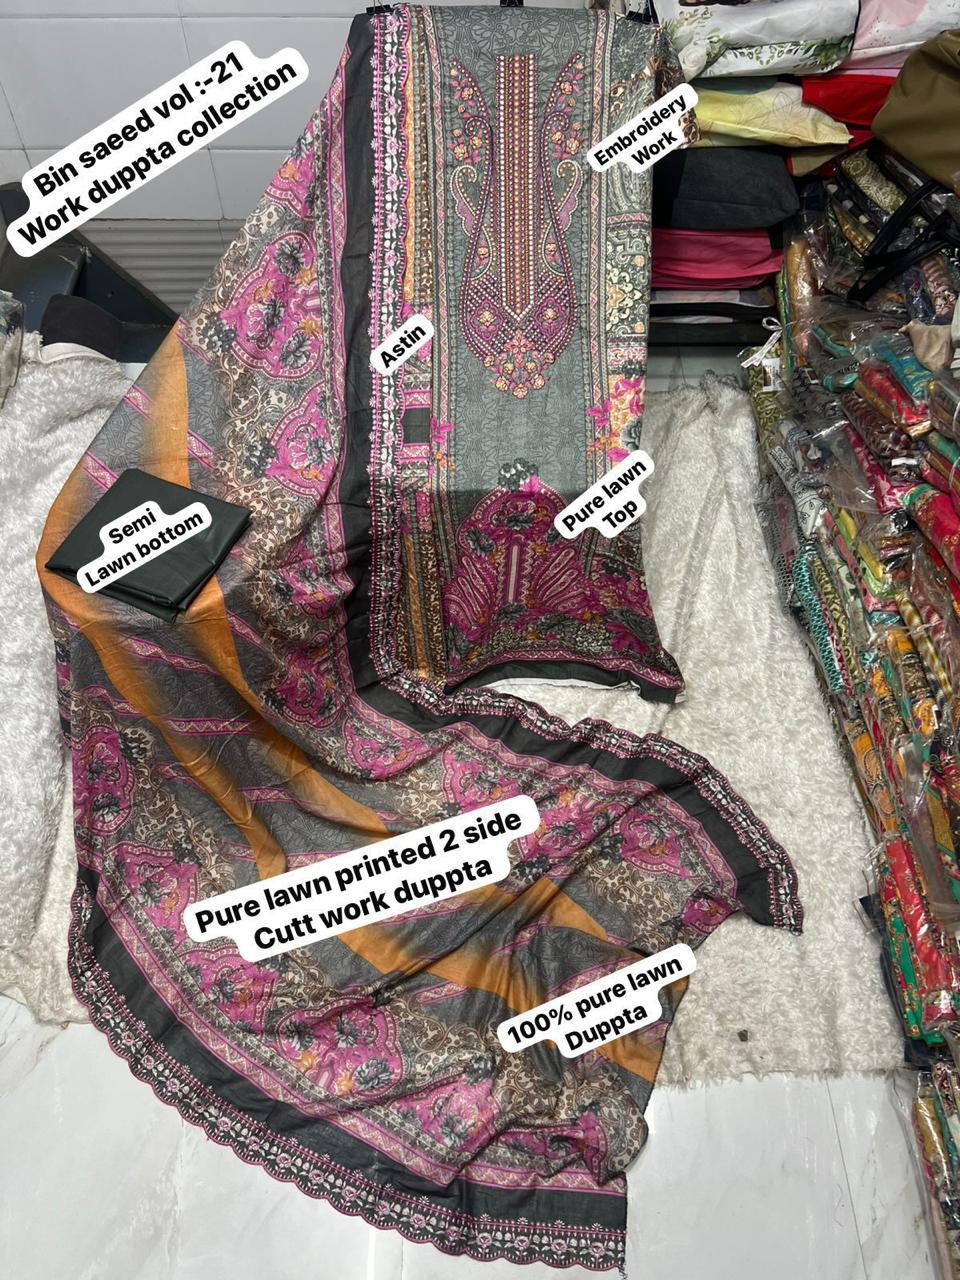 Bin saeed vol :-21
Work duppta collection
Embroidery
Work
Astin
Pure lawn
Top
Semi
Lawn bottom
Pure lawn printed 2 side
Cutt work duppta
100% pure lawn
Duppta